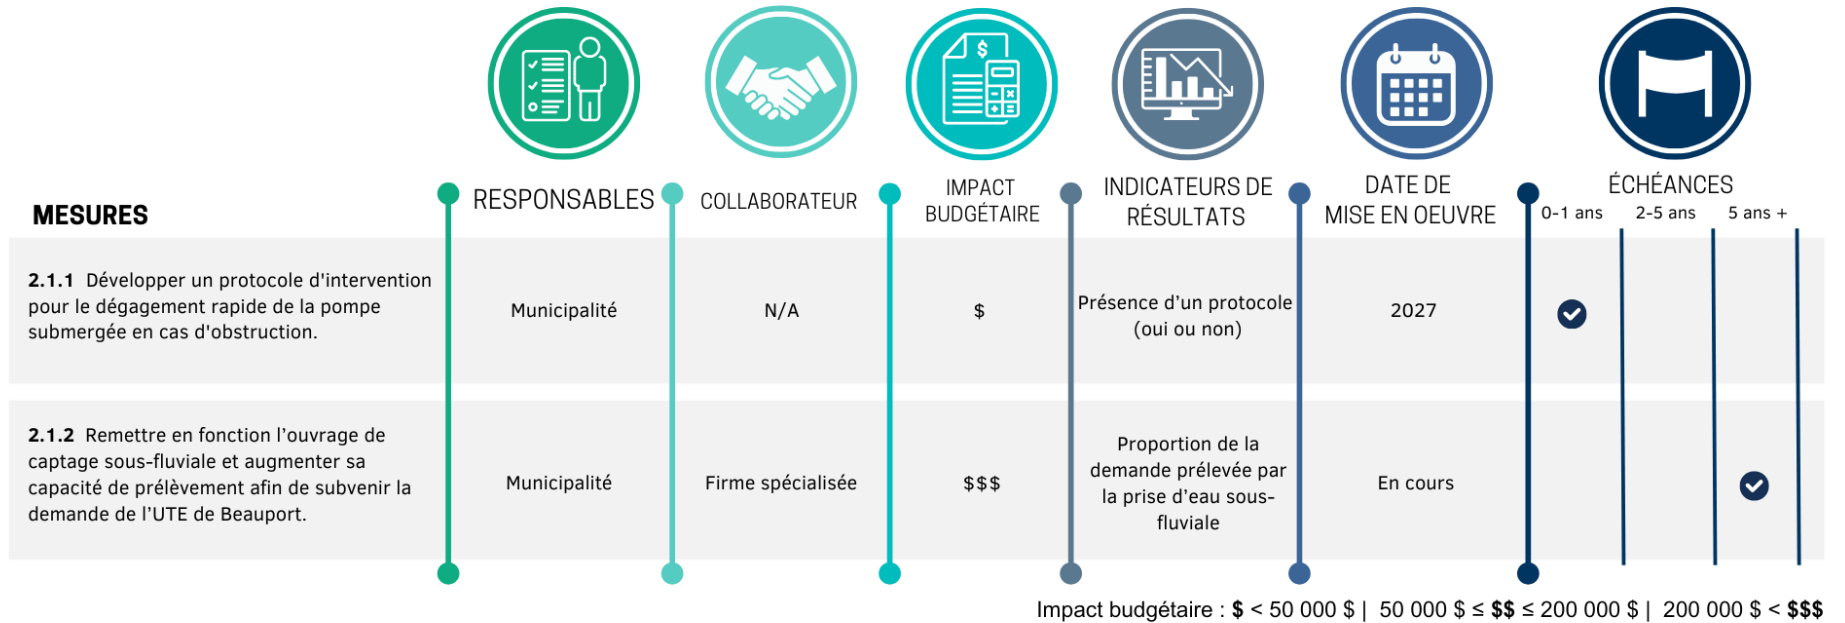 MESURES
RESPONSABLES
COLLABORATEUR
IMPACT
BUDGÉTAIRE
INDICATEURS DE
RÉSULTATS
DATE DE
MISE EN OEUVRE
ÉCHÉANCES
0-1 ans
2-5 ans
5 ans +
2.1.1 Développer un protocole d'intervention
pour le dégagement rapide de la pompe
submergée en cas d'obstruction.
Municipalité
N/A
$
Présence d’un protocole
(oui ou non)
2027
2.1.2 Remettre en fonction l’ouvrage de
captage sous-fluviale et augmenter sa
capacité de prélèvement afin de subvenir la
demande de l’UTE de Beauport.
Municipalité
Firme spécialisée
$$$
Proportion de la
demande prélevée par
la prise d’eau sous-
fluviale
En cours
Impact budgétaire : $ < 50 000 $ | 50 000 $ ≤ $$ ≤ 200 000 $ | 200 000 $ < $$$